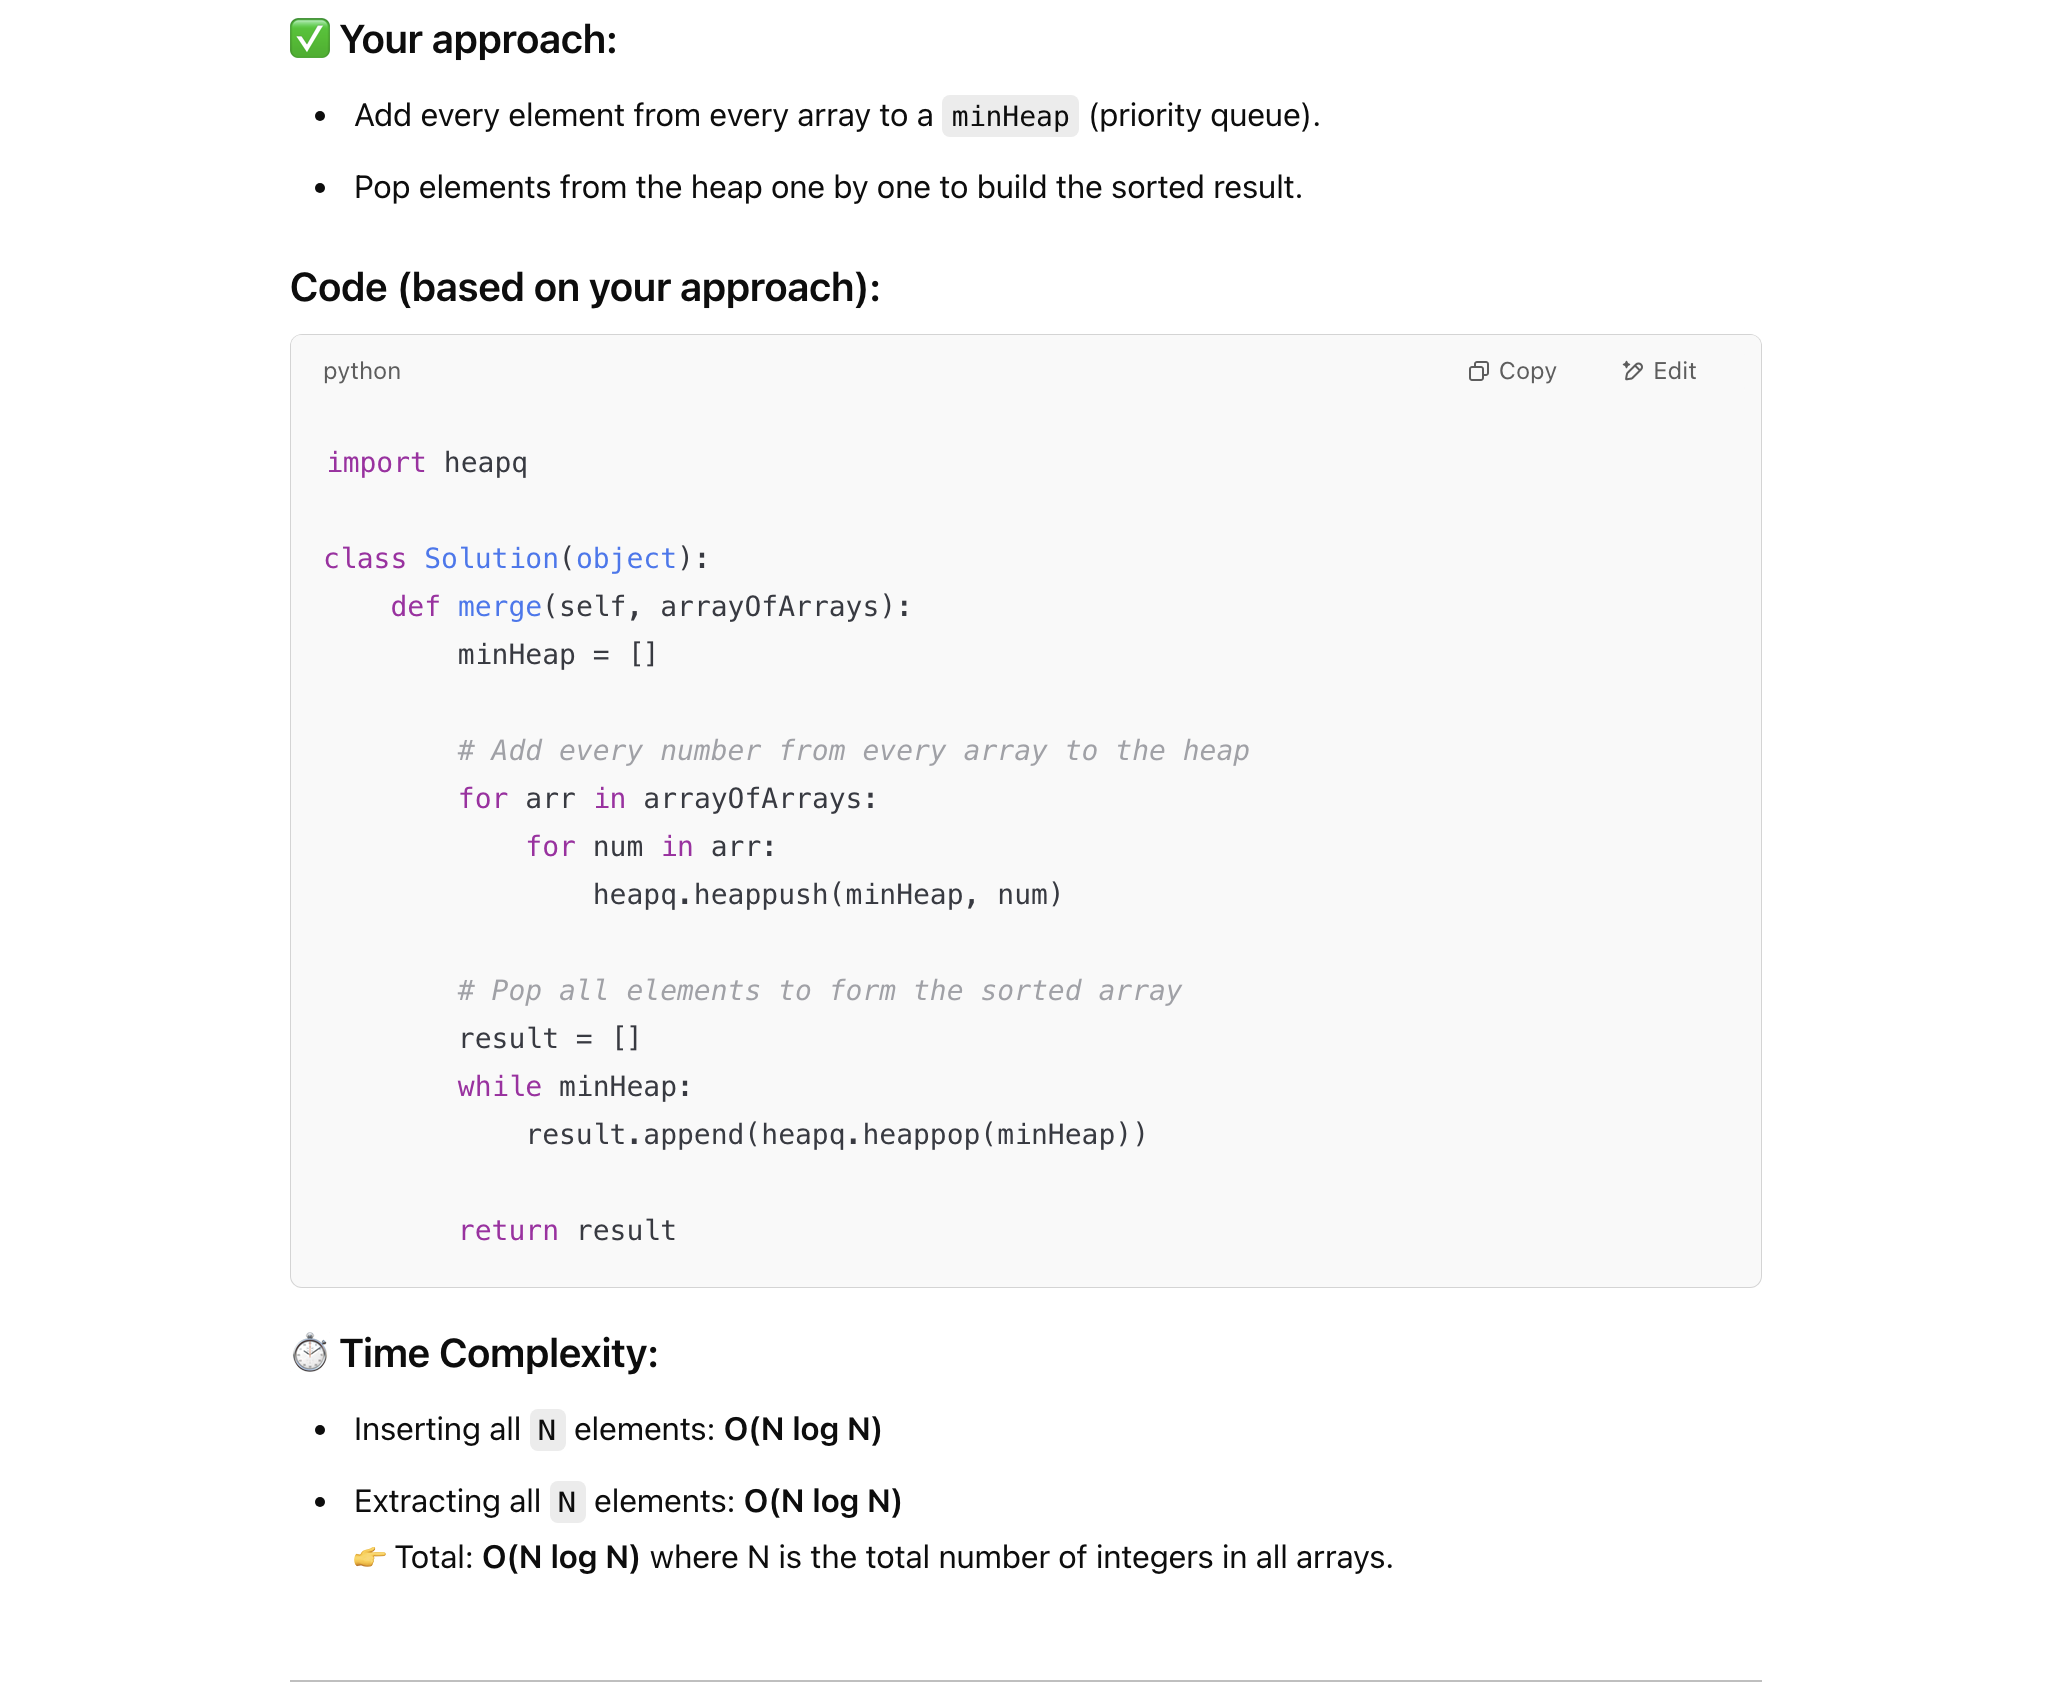 ✅ Your approach:
• Add every element from every array to a minHeap (priority queue).
• Pop elements from the heap one by one to build the sorted result.
Code (based on your approach):
python Copy Edit
import heapq
class Solution(object):
    def merge(self, arrayOfArrays):
        minHeap = []
        # Add every number from every array to the heap
        for arr in arrayOfArrays:
            for num in arr:
                heapq.heappush(minHeap, num)
        # Pop all elements to form the sorted array
        result = []
        while minHeap:
            result.append(heapq.heappop(minHeap))
        return result
⏱️ Time Complexity:
• Inserting all N elements: O(N log N)
• Extracting all N elements: O(N log N)
👉 Total: O(N log N) where N is the total number of integers in all arrays.